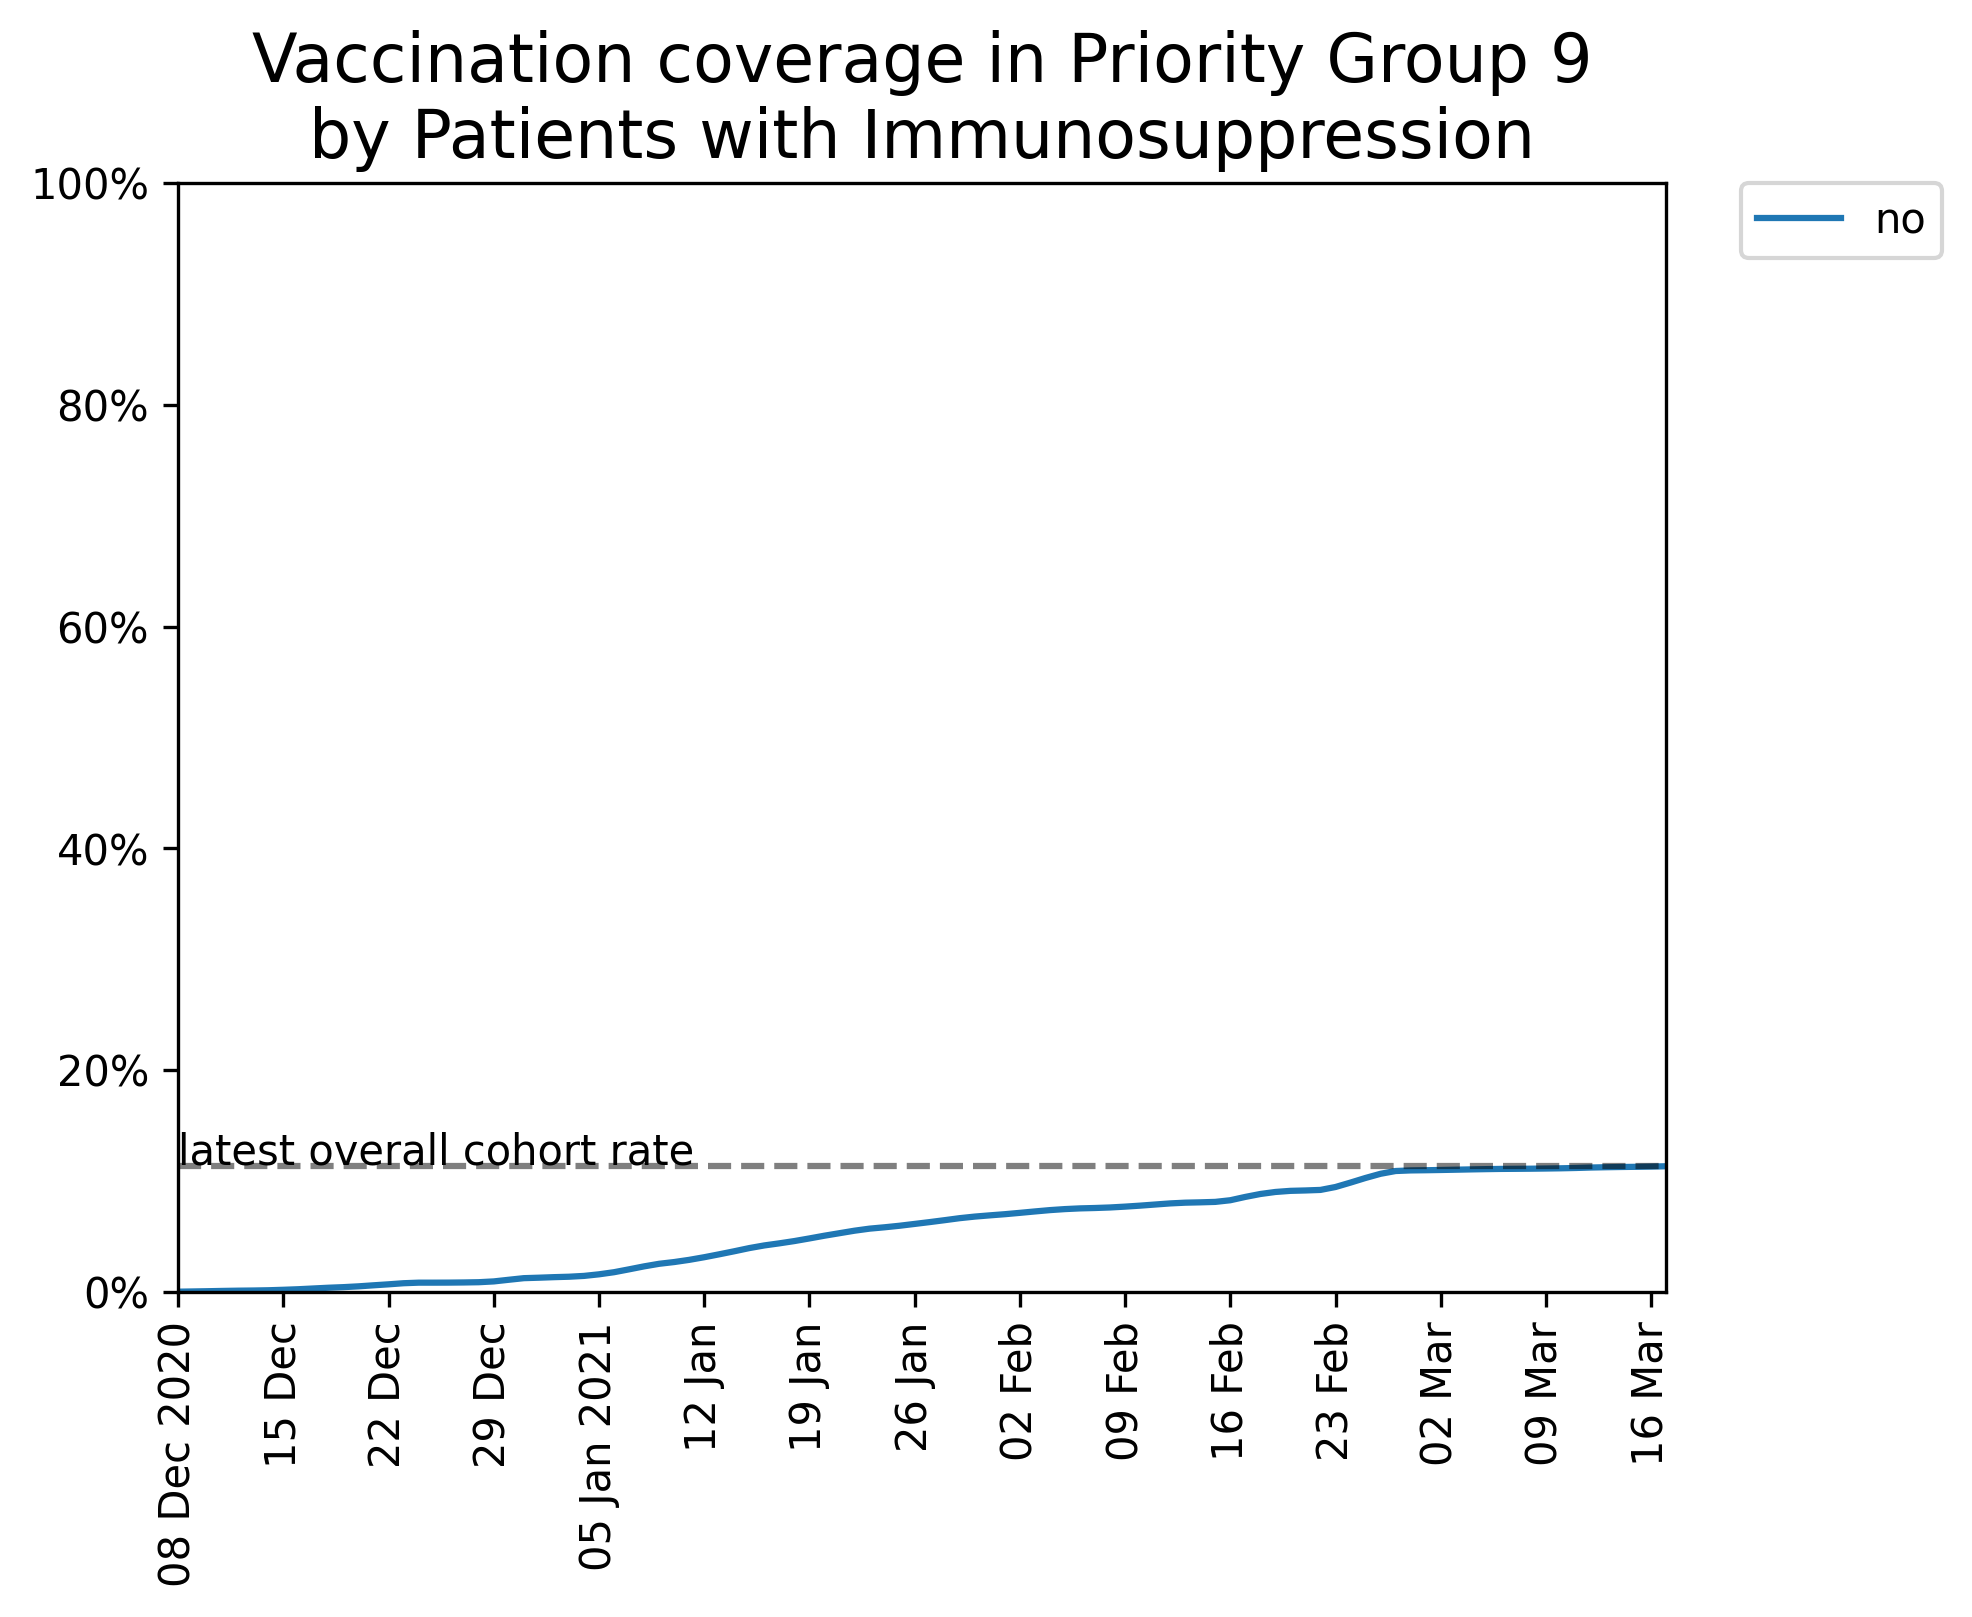 Vaccination coverage in Priority Group 9
by Patients with Immunosuppression
100%
80%
60%
40%
20%
0%
latest overall cohort rate
no
08 Dec 2020
15 Dec
22 Dec
29 Dec
05 Jan 2021
12 Jan
19 Jan
26 Jan
02 Feb
09 Feb
16 Feb
23 Feb
02 Mar
09 Mar
16 Mar